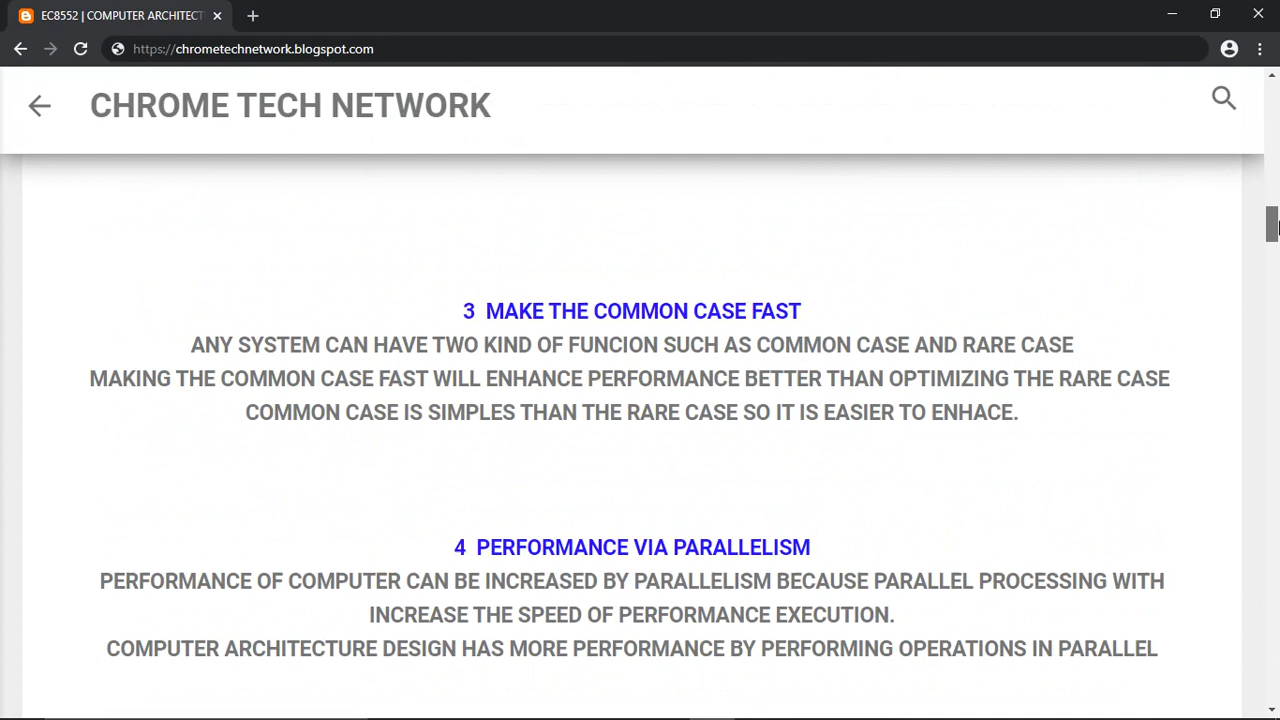 EC8552 | COMPUTER ARCHITECT
https://chrometechnetwork.blogspot.com
CHROME TECH NETWORK
3 MAKE THE COMMON CASE FAST
ANY SYSTEM CAN HAVE TWO KIND OF FUNCION SUCH AS COMMON CASE AND RARE CASE
MAKING THE COMMON CASE FAST WILL ENHANCE PERFORMANCE BETTER THAN OPTIMIZING THE RARE CASE
COMMON CASE IS SIMPLES THAN THE RARE CASE SO IT IS EASIER TO ENHACE.
4 PERFORMANCE VIA PARALLELISM
PERFORMANCE OF COMPUTER CAN BE INCREASED BY PARALLELISM BECAUSE PARALLEL PROCESSING WITH
INCREASE THE SPEED OF PERFORMANCE EXECUTION.
COMPUTER ARCHITECTURE DESIGN HAS MORE PERFORMANCE BY PERFORMING OPERATIONS IN PARALLEL